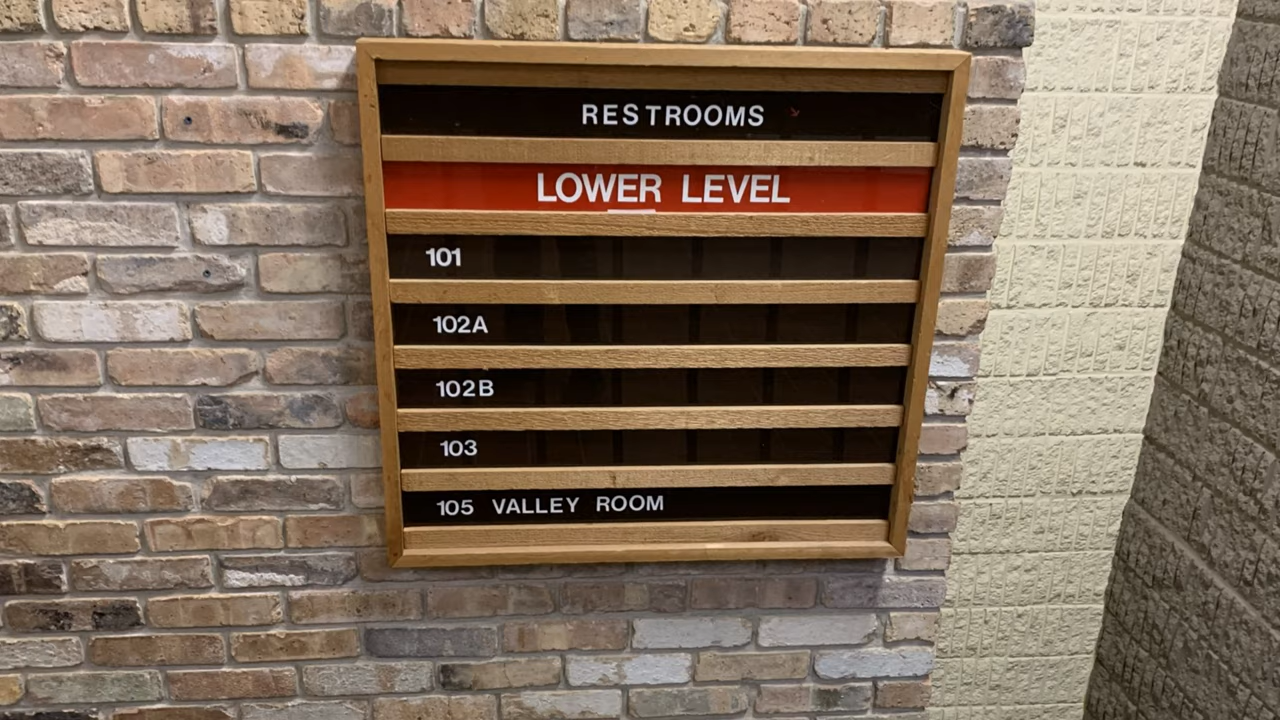 RESTROOMS
LOWER LEVEL
101
102A
102B
103
105 VALLEY ROOM